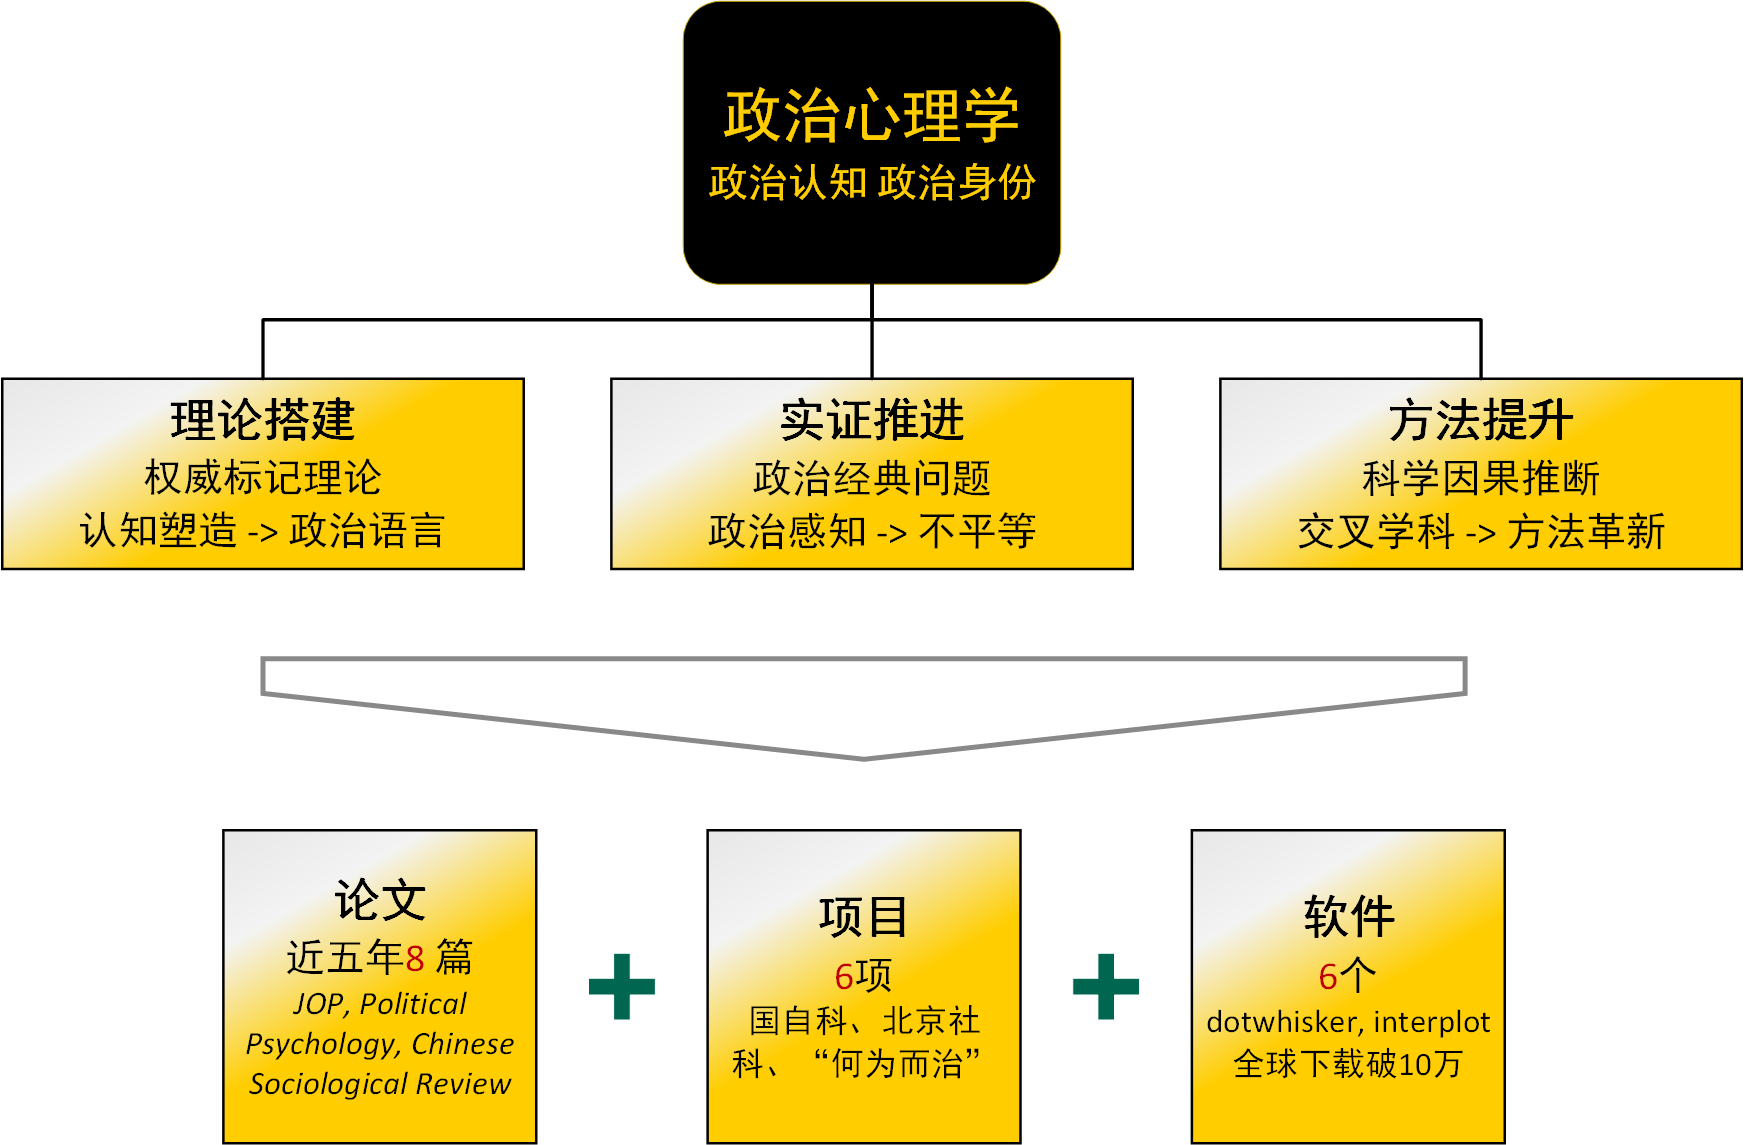 政治心理学
政治认知 政治身份
理论搭建
权威标记理论
认知塑造 -> 政治语言
实证推进
政治经典问题
政治感知 -> 不平等
方法提升
科学因果推断
交叉学科 -> 方法革新
论文
近五年8 篇
JOP, Political
Psychology, Chinese
Sociological Review
项目
6项
国自科、北京社
科、“何为而治”
软件
6个
dotwhisker, interplot
全球下载破10万